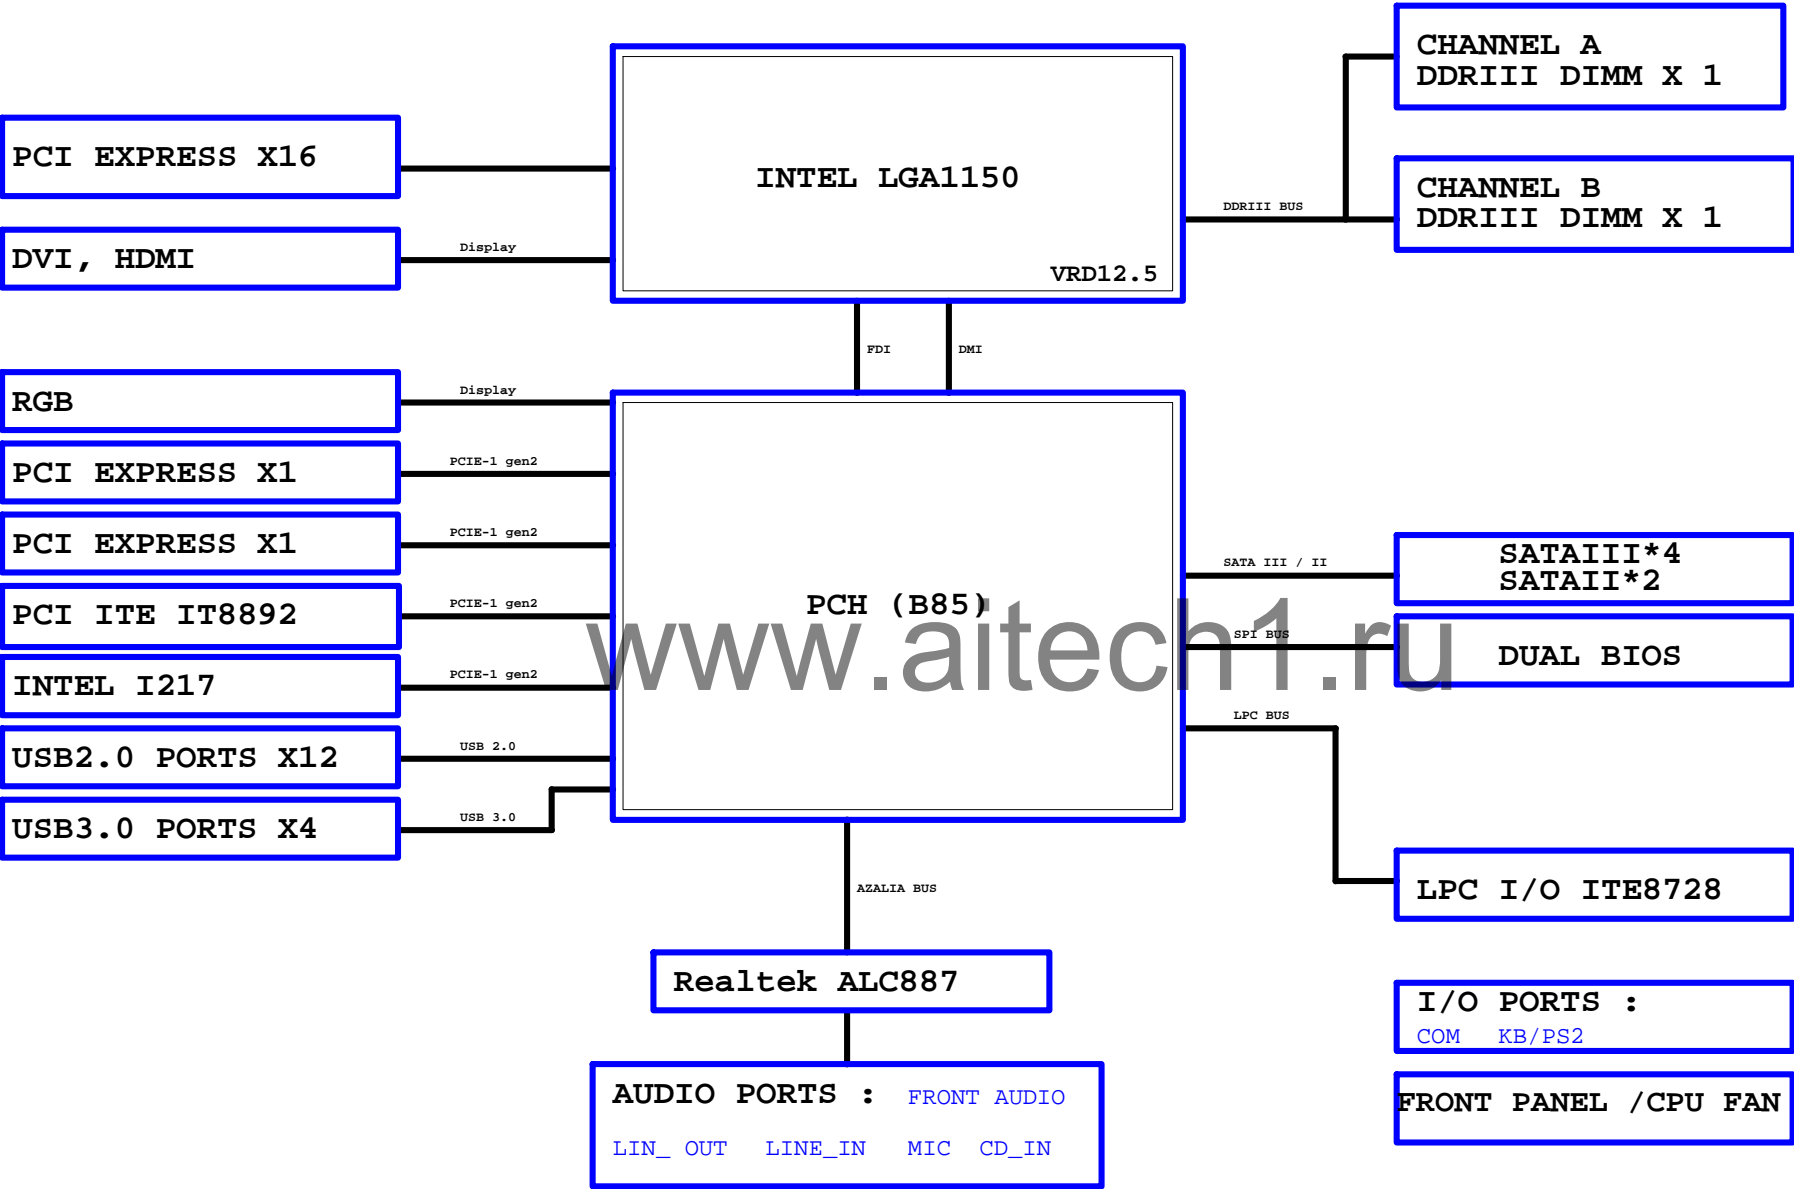 CHANNEL A
DDRIII DIMM X 1
PCI EXPRESS X16
INTEL LGA1150
CHANNEL B
DDRIII DIMM X 1
DDRIII BUS
DVI, HDMI
Display
VRD12.5
FDI
DMI
RGB
Display
PCI EXPRESS X1
PCIE-1 gen2
PCI EXPRESS X1
PCIE-1 gen2
SATA III / II
SATAIII*4
SATAII*2
PCI ITE IT8892
PCIE-1 gen2
PCH (B85)
www.aitech1.ru
SPI BUS
DUAL BIOS
INTEL I217
PCIE-1 gen2
LPC BUS
USB2.0 PORTS X12
USB 2.0
USB3.0 PORTS X4
USB 3.0
AZALIA BUS
LPC I/O ITE8728
Realtek ALC887
I/O PORTS :
COM KB/PS2
AUDIO PORTS : FRONT AUDIO
LIN_ OUT LINE_IN MIC CD_IN
FRONT PANEL /CPU FAN